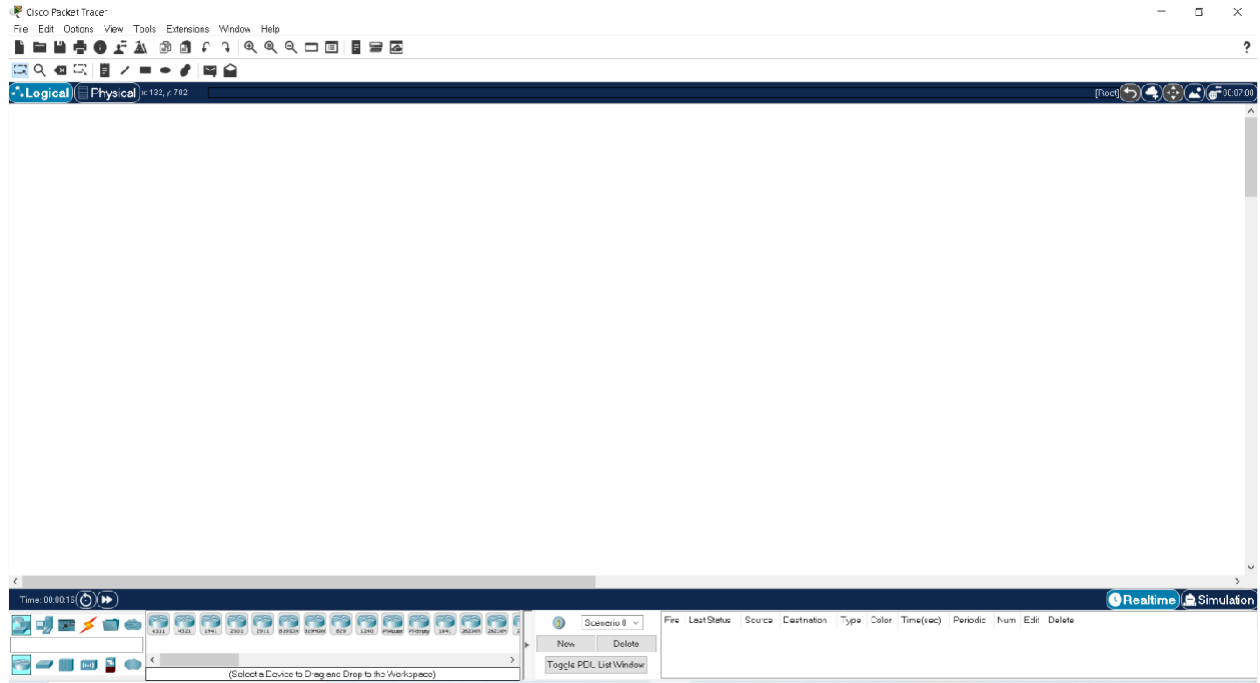 Cisco Packet Tracer
File Edit Options View Tools Extensions Window Help
?
Logical Physical x: 132, y: 702 [Root] 00:07:00
Time: 00:00:15 Realtime Simulation
4311 4321 1941 2901 2911 819HGW 829 1240 PT-Router PT-Empty 1841 2620XM 2621XM
Scenario 0
Fire Last Status Source Destination Type Color Time(sec) Periodic Num Edit Delete
New Delete
Toggle PDU List Window
(Select a Device to Drag and Drop to the Workspace)